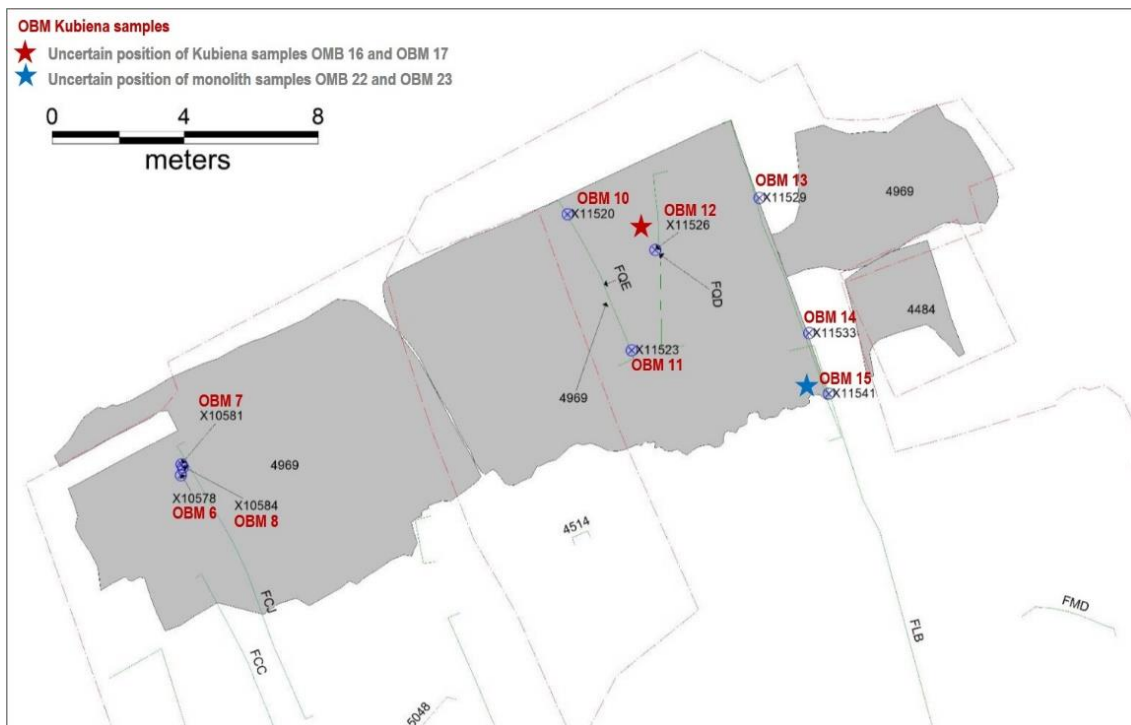 OBM Kubiena samples
Uncertain position of Kubiena samples OMB 16 and OBM 17
Uncertain position of monolith samples OMB 22 and OBM 23
0 4 8
meters
OBM 13
X11529
4969
OBM 10
X11520
OBM 12
X11526
FQE
FQD
4484
OBM 14
X11533
X11523
OBM 11
OBM 15
X11541
4969
OBM 7
X10581
4969
X10578
X10584
OBM 6
OBM 8
4514
FCJ
FMD
FLB
FCC
5048